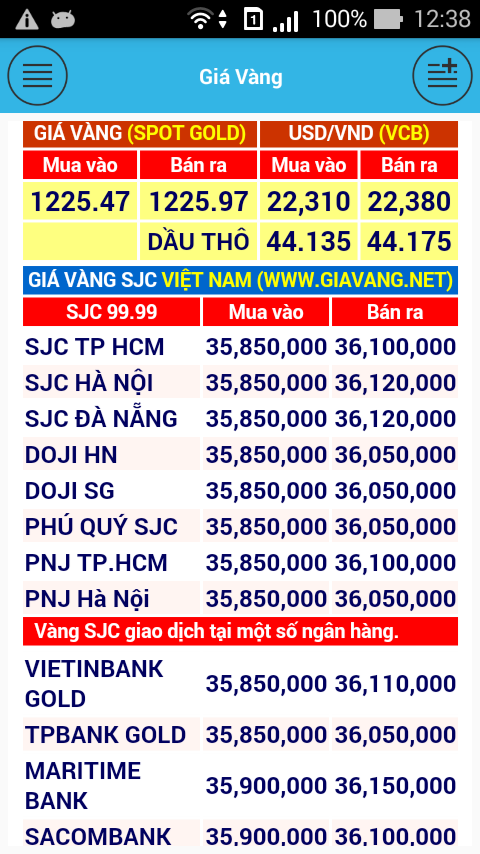 100% 12:38
Giá Vàng
GIÁ VÀNG (SPOT GOLD) USD/VND (VCB)
Mua vào Bán ra Mua vào Bán ra
1225.47 1225.97 22,310 22,380
DẦU THÔ 44.135 44.175
GIÁ VÀNG SJC VIỆT NAM (WWW.GIAVANG.NET)
SJC 99.99 Mua vào Bán ra
SJC TP HCM 35,850,000 36,100,000
SJC HÀ NỘI 35,850,000 36,120,000
SJC ĐÀ NẴNG 35,850,000 36,120,000
DOJI HN 35,850,000 36,050,000
DOJI SG 35,850,000 36,050,000
PHÚ QUÝ SJC 35,850,000 36,050,000
PNJ TP.HCM 35,850,000 36,100,000
PNJ Hà Nội 35,850,000 36,050,000
Vàng SJC giao dịch tại một số ngân hàng.
VIETINBANK
GOLD 35,850,000 36,110,000
TPBANK GOLD 35,850,000 36,050,000
MARITIME
BANK 35,900,000 36,150,000
SACOMBANK 35,900,000 36,100,000